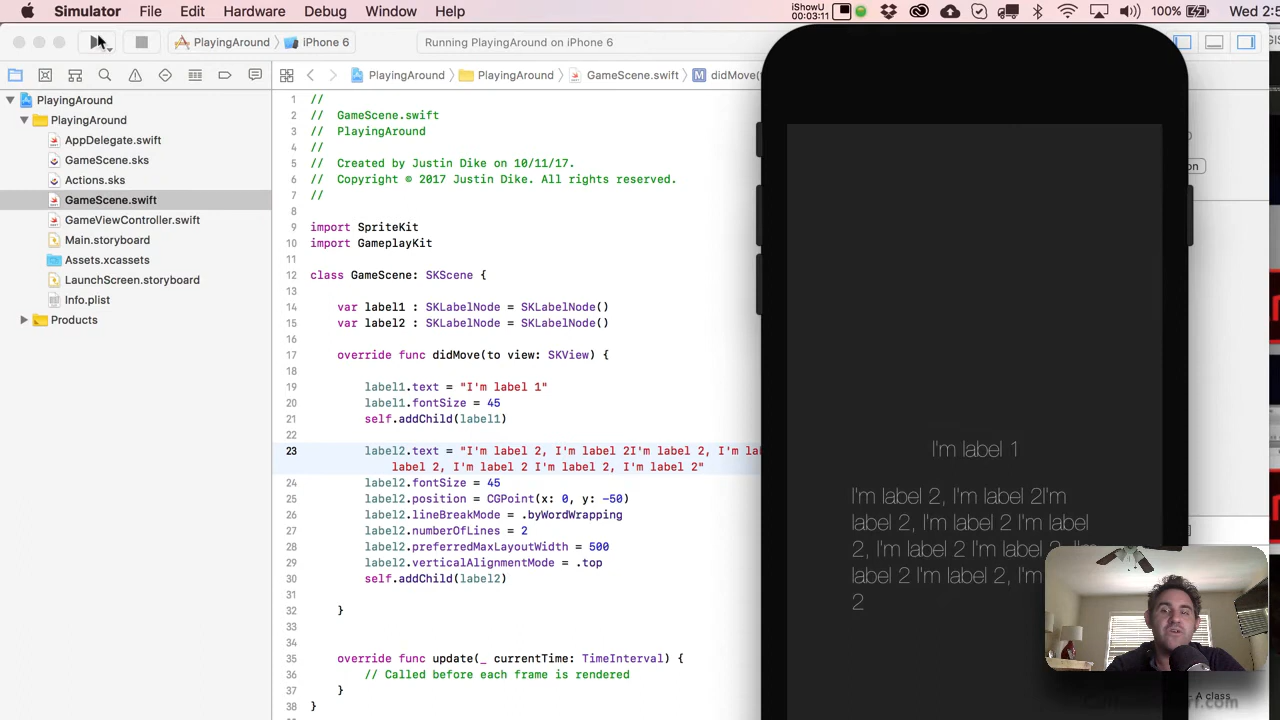 Simulator File Edit Hardware Debug Window Help iShowU 00:03:11 100% Wed 2:5
PlayingAround iPhone 6 Running PlayingAround on iPhone 6
PlayingAround PlayingAround GameScene.swift M didMove(t
PlayingAround
PlayingAround
AppDelegate.swift
GameScene.sks
Actions.sks
GameScene.swift
GameViewController.swift
Main.storyboard
Assets.xcassets
LaunchScreen.storyboard
Info.plist
Products
1 //
2 // GameScene.swift
3 // PlayingAround
4 //
5 // Created by Justin Dike on 10/11/17.
6 // Copyright © 2017 Justin Dike. All rights reserved.
7 //
8
9 import SpriteKit
10 import GameplayKit
11
12 class GameScene: SKScene {
13
14 var label1 : SKLabelNode = SKLabelNode()
15 var label2 : SKLabelNode = SKLabelNode()
16
17 override func didMove(to view: SKView) {
18
19 label1.text = "I'm label 1"
20 label1.fontSize = 45
21 self.addChild(label1)
22
23 label2.text = "I'm label 2, I'm label 2I'm label 2, I'm la
label 2, I'm label 2 I'm label 2, I'm label 2"
24 label2.fontSize = 45
25 label2.position = CGPoint(x: 0, y: -50)
26 label2.lineBreakMode = .byWordWrapping
27 label2.numberOfLines = 2
28 label2.preferredMaxLayoutWidth = 500
29 label2.verticalAlignmentMode = .top
30 self.addChild(label2)
31
32 }
33
34
35 override func update(_ currentTime: TimeInterval) {
36 // Called before each frame is rendered
37 }
38 }
I'm label 1
I'm label 2, I'm label 2I'm
label 2, I'm label 2 I'm label
2, I'm label 2 I'm label
label 2 I'm label 2, I'm
2
- A class